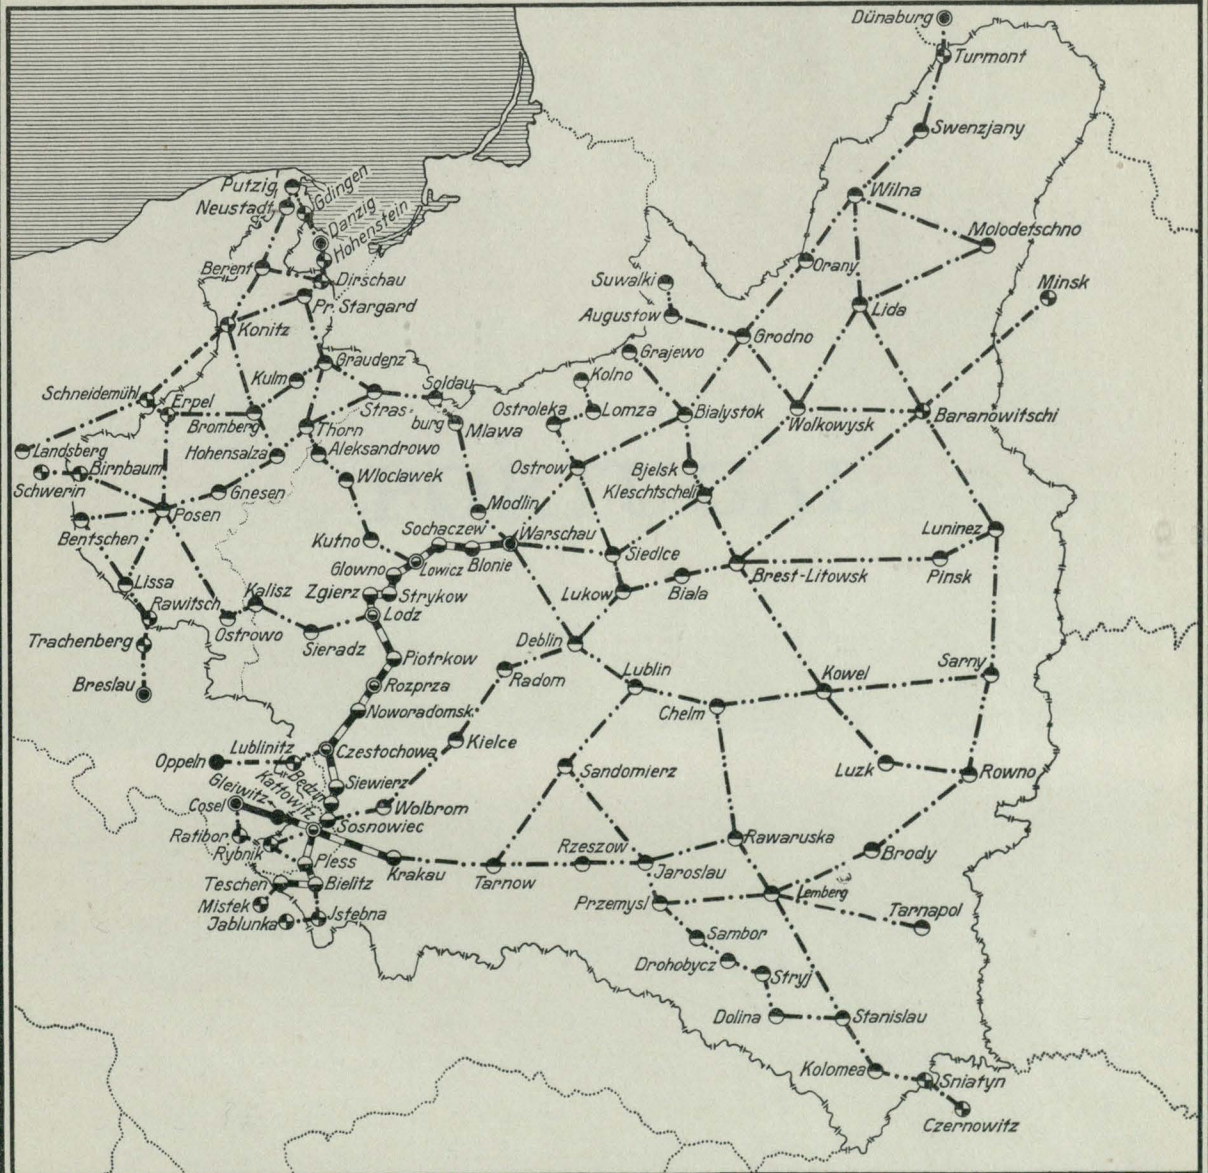 Dünaburg
Turmont
Swenzjany
Wilna
Molodetschno
Orany
Minsk
Lida
Putzig
Gdingen
Neustadt
Danzig
Hohenstein
Berent
Dirschau
Pr. Stargard
Konitz
Suwalki
Augustow
Grodno
Grajewo
Graudenz
Kulm
Kolno
Schneidemühl
Erpel
Soldau
Stras
burg
Ostroleka
Lomza
Bialystok
Wolkowysk
Baranowitschi
Bromberg
Thorn
Mlawa
Landsberg
Hohensalza
Aleksandrowo
Birnbaum
Schwerin
Wloclawek
Ostrow
Bjelsk
Kleschtscheli
Gnesen
Modlin
Posen
Bentschen
Sochaczew
Warschau
Luninez
Kutno
Lowicz
Blonie
Siedlce
Glowno
Brest-Litowsk
Pinsk
Lissa
Kalisz
Zgierz
Strykow
Lukow
Biala
Rawitsch
Lodz
Trachenberg
Ostrowo
Sieradz
Deblin
Piotrkow
Radom
Lublin
Kowel
Sarny
Breslau
Rozprza
Chelm
Noworadomsk
Lublinitz
Czestochowa
Kielce
Oppeln
Sandomierz
Luzk
Rowno
Bedzin
Siewierz
Kattowitz
Gleiwitz
Cosel
Wolbrom
Sosnowiec
Ratibor
Rybnik
Rawaruska
Brody
Pless
Krakau
Tarnow
Rzeszow
Jaroslau
Teschen
Bielitz
Mistek
Jablunka
Jstebna
Przemysl
Lemberg
Tarnapol
Sambor
Drohobycz
Stryj
Dolina
Stanislau
Kolomea
Sniatyn
Czernowitz